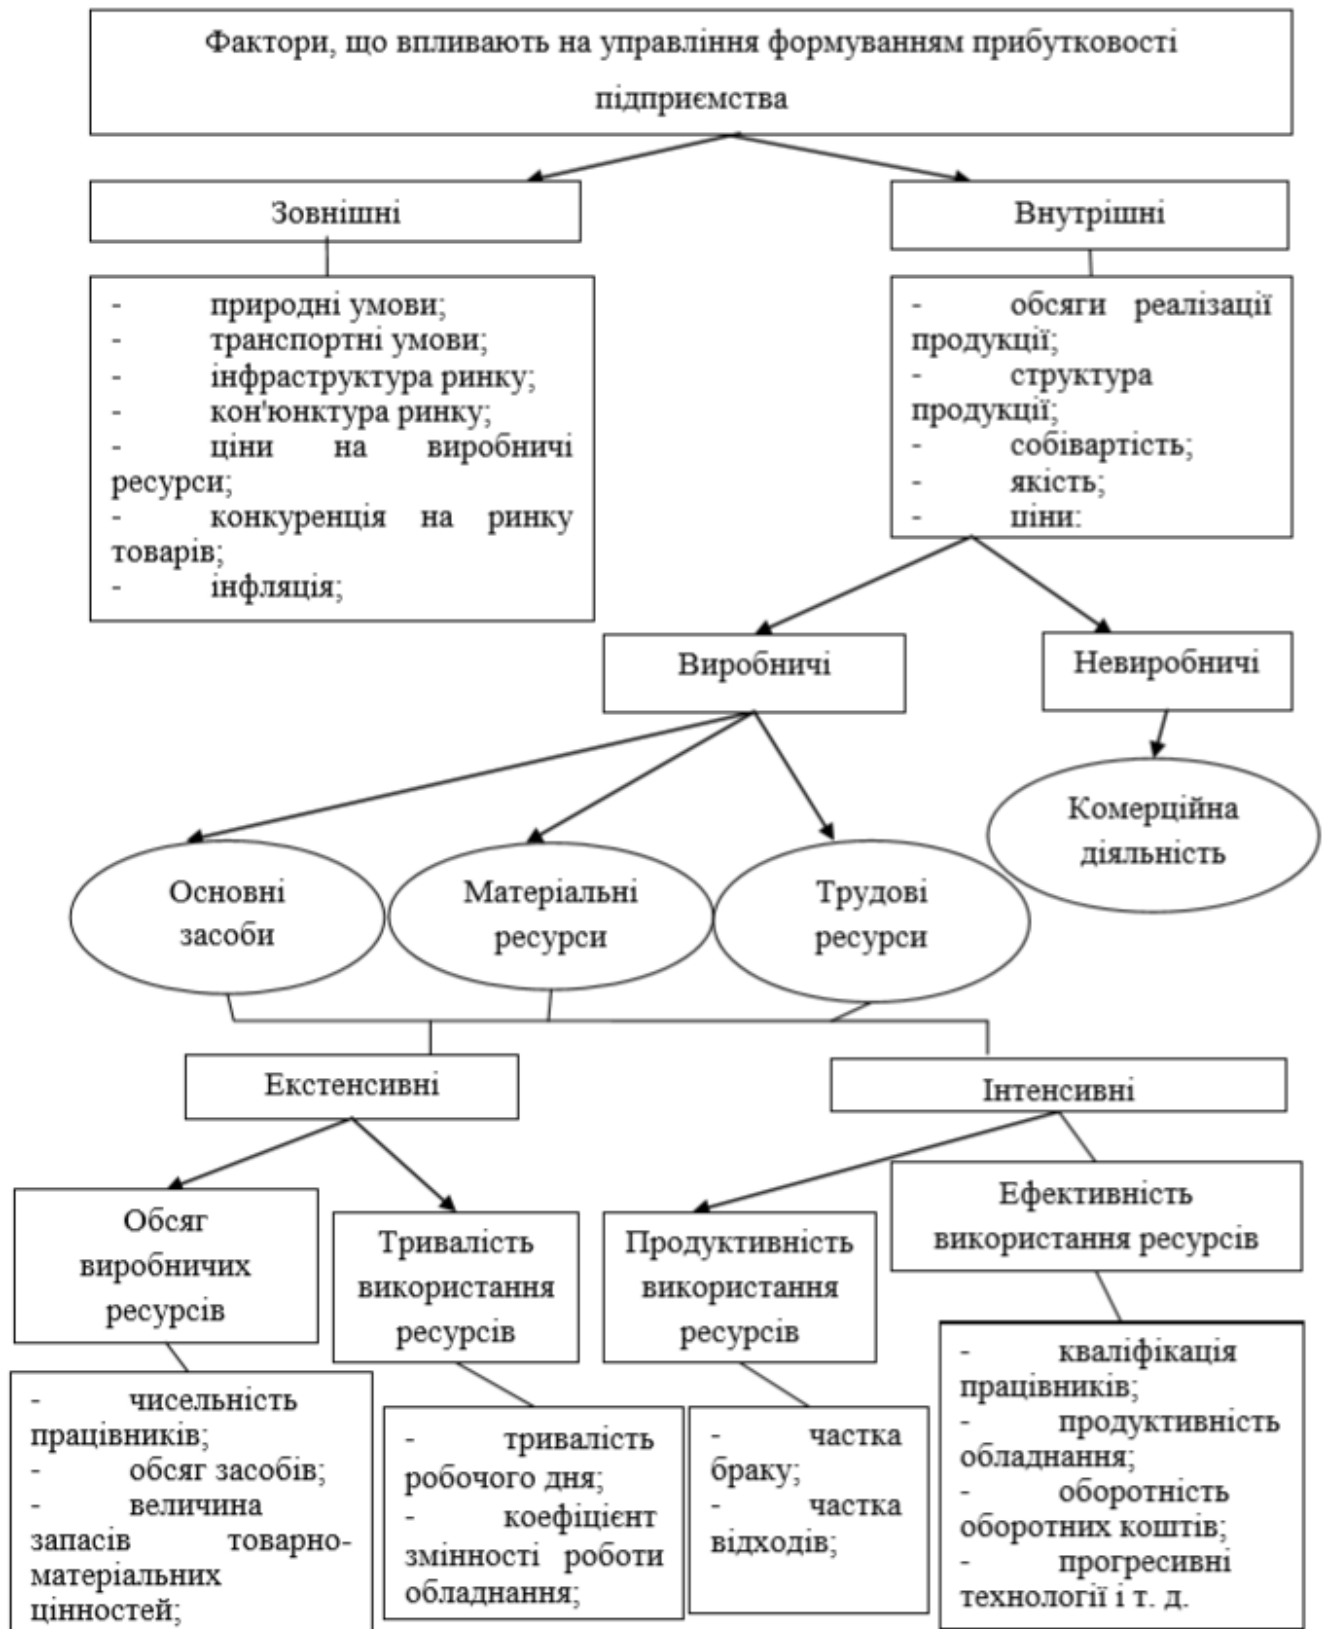 Фактори, що впливають на управління формуванням прибутковості
підприємства
Зовнішні
Внутрішні
- природні умови;
- транспортні умови;
- інфраструктура ринку;
- кон'юнктура ринку;
- ціни на виробничі
ресурси;
- конкуренція на ринку
товарів;
- інфляція;
- обсяги реалізації
продукції;
- структура
продукції;
- собівартість;
- якість;
- ціни:
Виробничі
Невиробничі
Комерційна
діяльність
Основні
засоби
Матеріальні
ресурси
Трудові
ресурси
Екстенсивні
Інтенсивні
Обсяг
виробничих
ресурсів
Тривалість
використання
ресурсів
Продуктивність
використання
ресурсів
Ефективність
використання ресурсів
- чисельність
працівників;
- обсяг засобів;
- величина
запасів товарно-
матеріальних
цінностей;
- тривалість
робочого дня;
- коефіцієнт
змінності роботи
обладнання;
- частка
браку;
- частка
відходів;
- кваліфікація
працівників;
- продуктивність
обладнання;
- оборотність
оборотних коштів;
- прогресивні
технології і т. д.